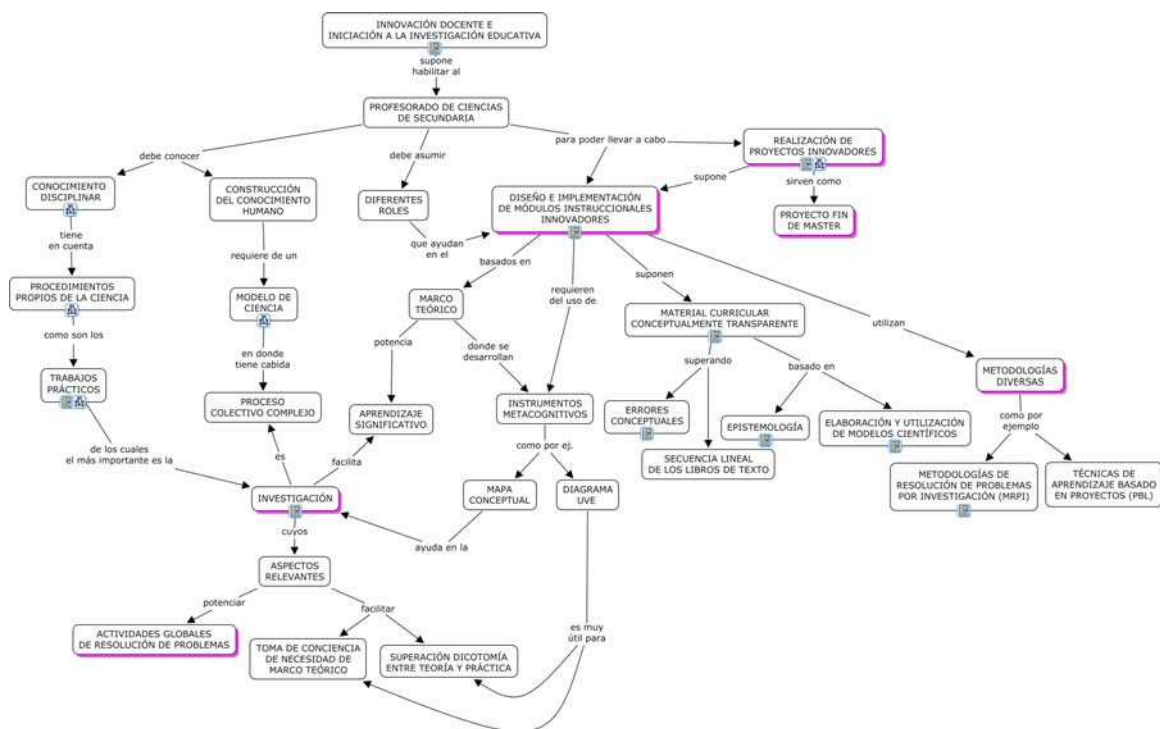 INNOVACIÓN DOCENTE E
INICIACIÓN A LA INVESTIGACIÓN EDUCATIVA
supone
habilitar al
PROFESORADO DE CIENCIAS
DE SECUNDARIA
debe conocer
debe asumir
para poder llevar a cabo
REALIZACIÓN DE
PROYECTOS INNOVADORES
supone
sirven como
CONOCIMIENTO
DISCIPLINAR
CONSTRUCCIÓN
DEL CONOCIMIENTO
HUMANO
DIFERENTES
ROLES
DISEÑO E IMPLEMENTACIÓN
DE MÓDULOS INSTRUCCIONALES
INNOVADORES
PROYECTO FIN
DE MASTER
tiene
en cuenta
requiere de un
que ayudan
en el
basados en
requieren
del uso de
suponen
utilizan
PROCEDIMIENTOS
PROPIOS DE LA CIENCIA
MODELO DE
CIENCIA
MARCO
TEÓRICO
MATERIAL CURRICULAR
CONCEPTUALMENTE TRANSPARENTE
como son los
en donde
tiene cabida
potencia
donde se
desarrollan
superando
basado en
METODOLOGÍAS
DIVERSAS
TRABAJOS
PRÁCTICOS
PROCESO
COLECTIVO COMPLEJO
APRENDIZAJE
SIGNIFICATIVO
INSTRUMENTOS
METACOGNITIVOS
ERRORES
CONCEPTUALES
EPISTEMOLOGÍA
ELABORACIÓN Y UTILIZACIÓN
DE MODELOS CIENTÍFICOS
como por
ejemplo
de los cuales
el más importante es la
es
facilita
como por ej.
SECUENCIA LINEAL
DE LOS LIBROS DE TEXTO
METODOLOGÍAS DE
RESOLUCIÓN DE PROBLEMAS
POR INVESTIGACIÓN (MRPI)
TÉCNICAS DE
APRENDIZAJE BASADO
EN PROYECTOS (PBL)
INVESTIGACIÓN
MAPA
CONCEPTUAL
DIAGRAMA
UVE
cuyos
ayuda en la
ASPECTOS
RELEVANTES
potenciar
facilitar
es muy
útil para
ACTIVIDADES GLOBALES
DE RESOLUCIÓN DE PROBLEMAS
TOMA DE CONCIENCIA
DE NECESIDAD DE
MARCO TEÓRICO
SUPERACIÓN DICOTOMÍA
ENTRE TEORÍA Y PRÁCTICA